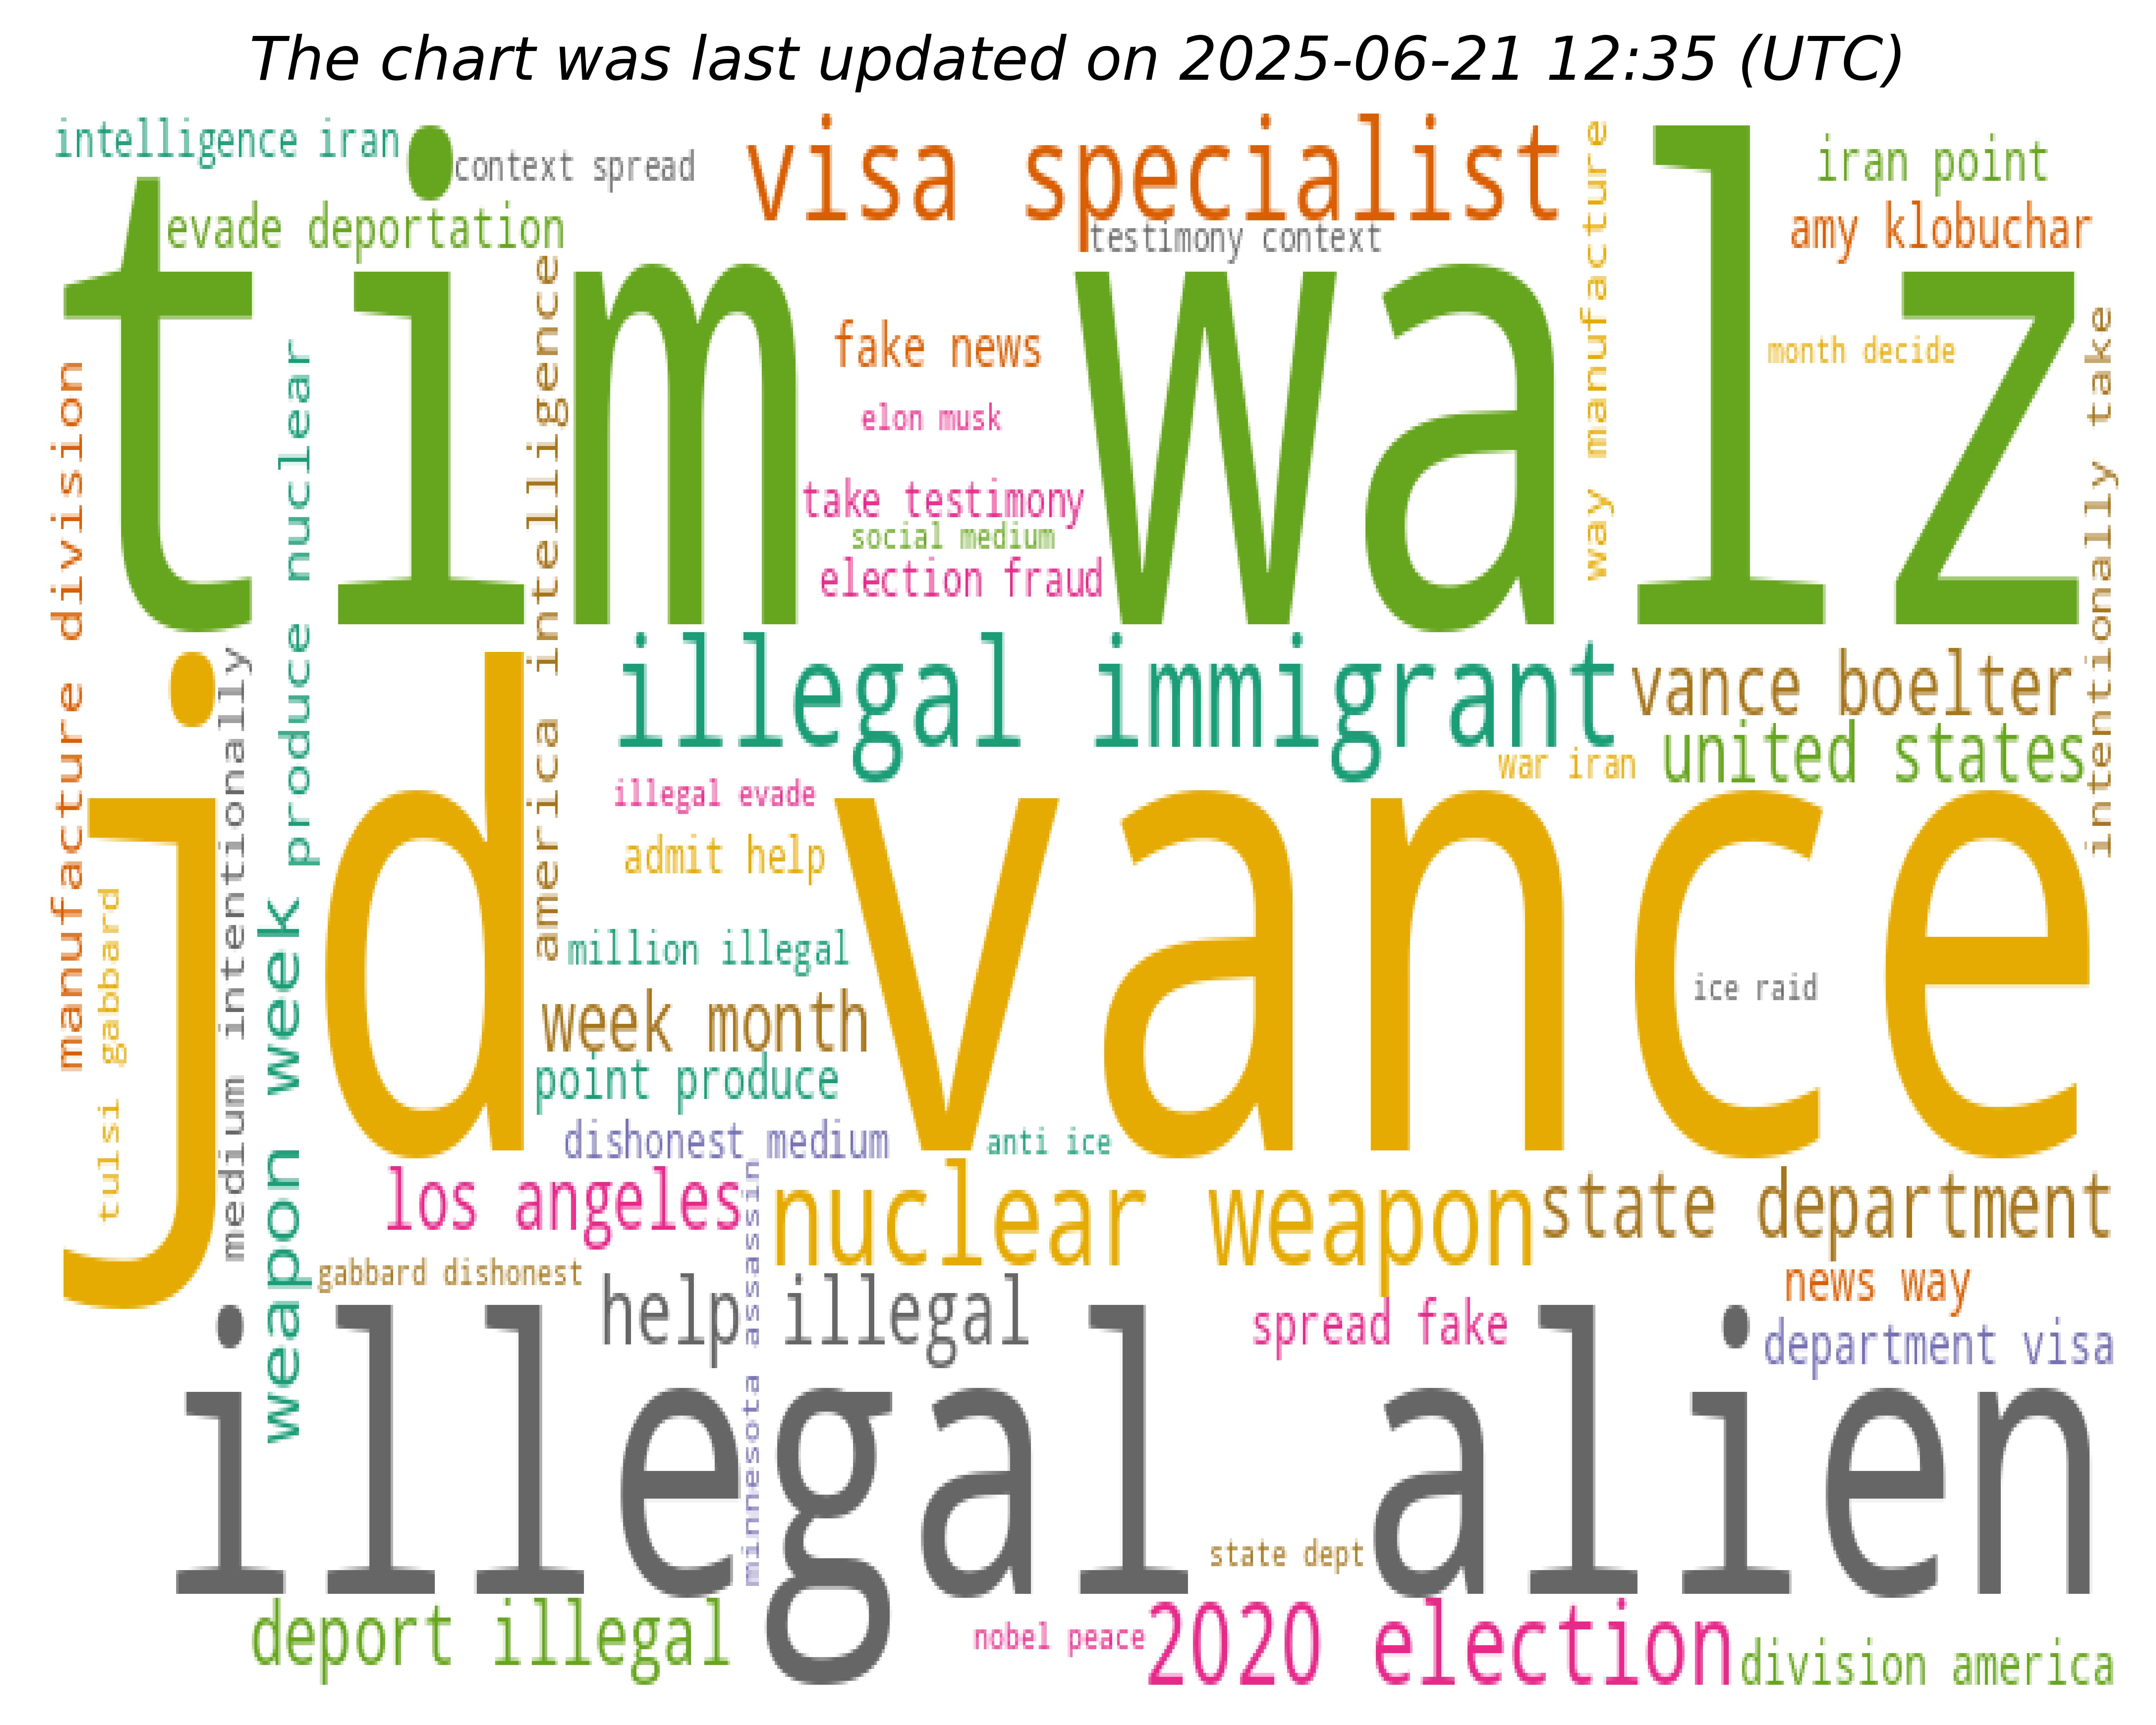 The chart was last updated on 2025-06-21 12:35 (UTC)
intelligence iran
context spread
visa specialist
way manufacture
iran point
evade deportation
testimony context
amy klobuchar
tim walz
fake news
month decide
elon musk
take testimony
social medium
election fraud
intentionally take
manufacture division
produce nuclear
america intelligence
illegal immigrant
vance boelter
war iran
united states
medium intentionally
jd vance
illegal evade
admit help
tulsi gabbard
million illegal
ice raid
week month
point produce
dishonest medium
anti ice
weapon week
los angeles
nuclear weapon
state department
minnesota assassin
gabbard dishonest
help illegal
news way
spread fake
department visa
illegal alien
state dept
deport illegal
nobel peace
2020 election
division america